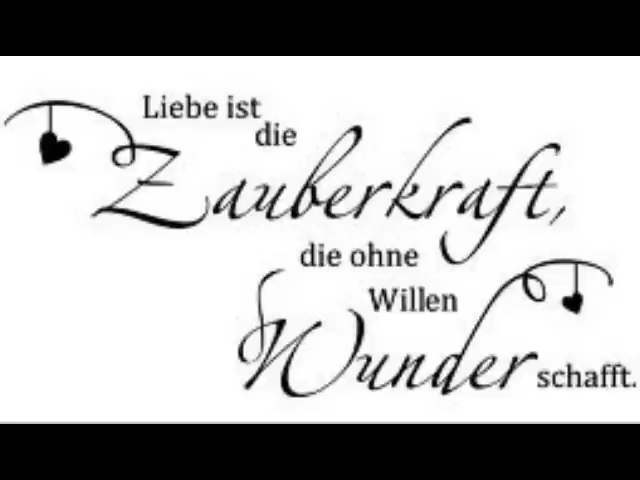 Liebe ist
die
Zauberkraft,
die ohne
Willen
Wunder schafft.